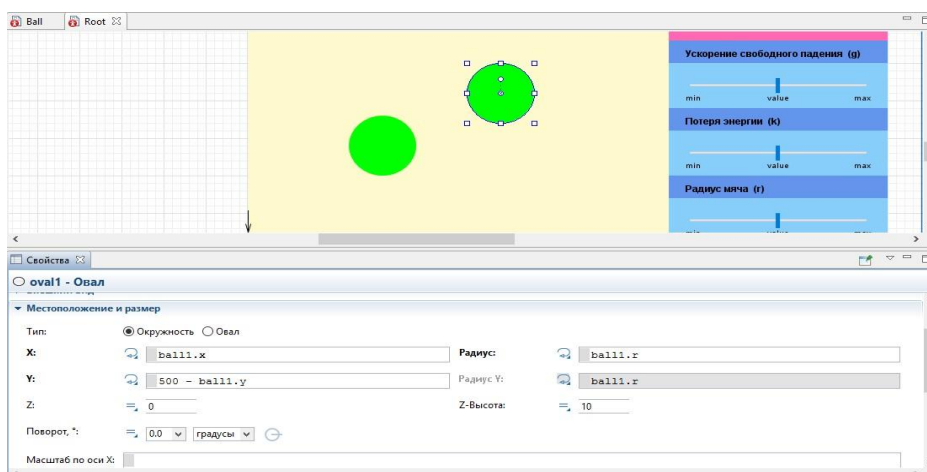 Ball Root
Ускорение свободного падения (g)
min value max
Потеря энергии (k)
min value max
Радиус мяча (r)
Свойства
oval1 - Овал
Местоположение и размер
Тип: Окружность Овал
X: ball1.x Радиус: ball1.r
Y: 500 - ball1.y Радиус Y: ball1.r
Z: 0 Z-Высота: 10
Поворот, °: 0.0 градусы
Масштаб по оси X: